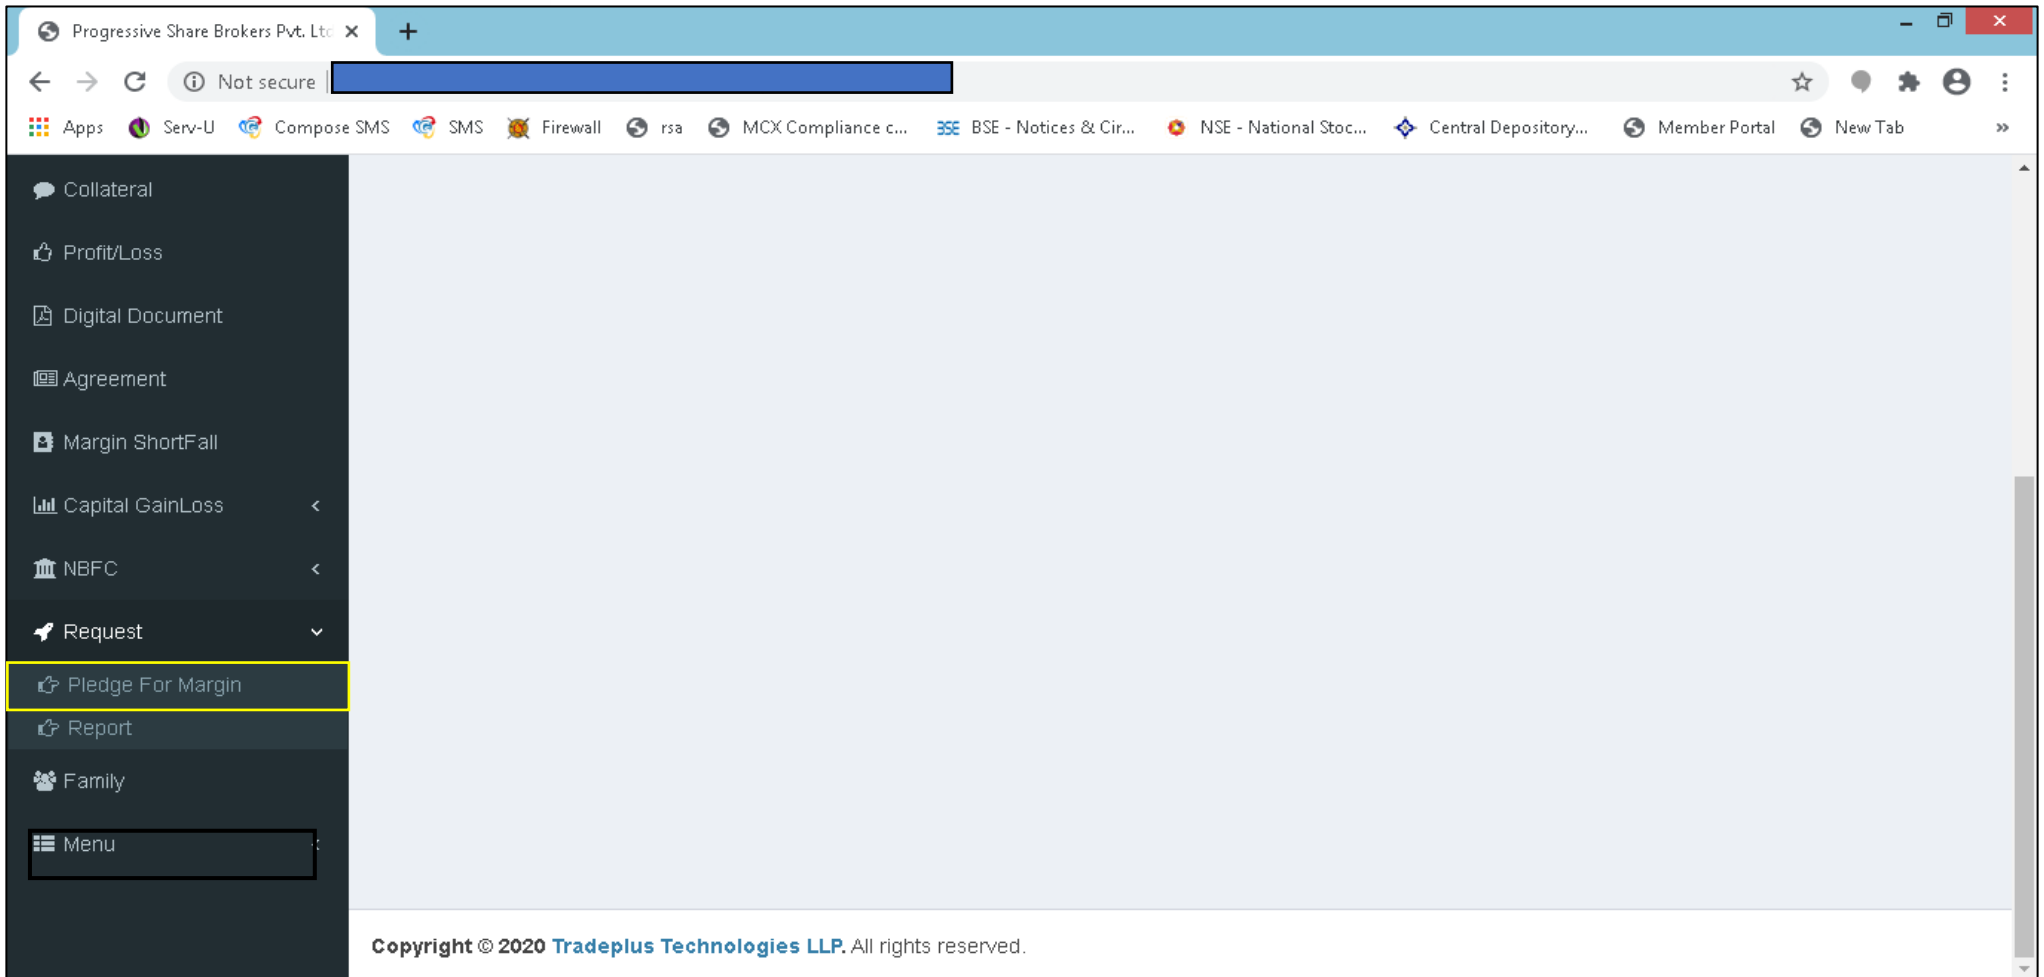 Progressive Share Brokers Pvt. Ltd
Not secure
Apps Serv-U Compose SMS SMS Firewall rsa MCX Compliance c... BSE BSE - Notices & Cir... NSE - National Stoc... Central Depository... Member Portal New Tab »
Collateral
Profit/Loss
Digital Document
Agreement
Margin ShortFall
Capital GainLoss
NBFC
Request
Pledge For Margin
Report
Family
Menu
Copyright © 2020 Tradeplus Technologies LLP. All rights reserved.